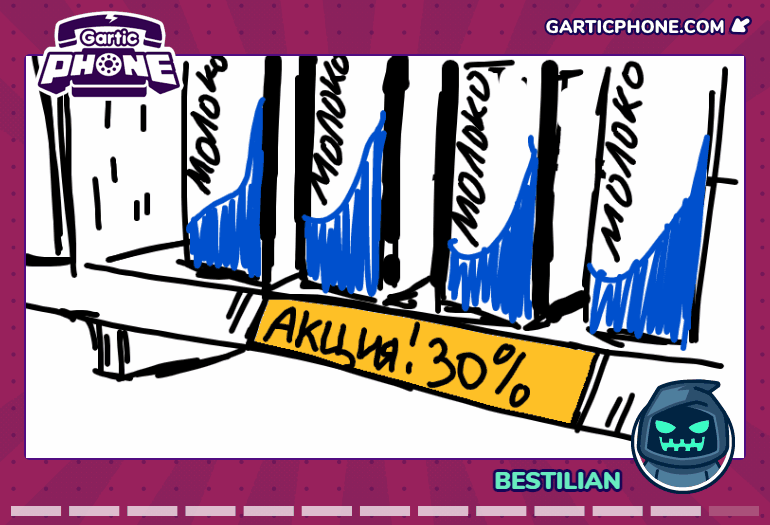 Gartic
PHONE
GARTICPHONE.COM
МОЛОКО
МОЛОКО
МОЛОКО
МОЛОКО
АКЦИЯ! 30%
BESTILIAN